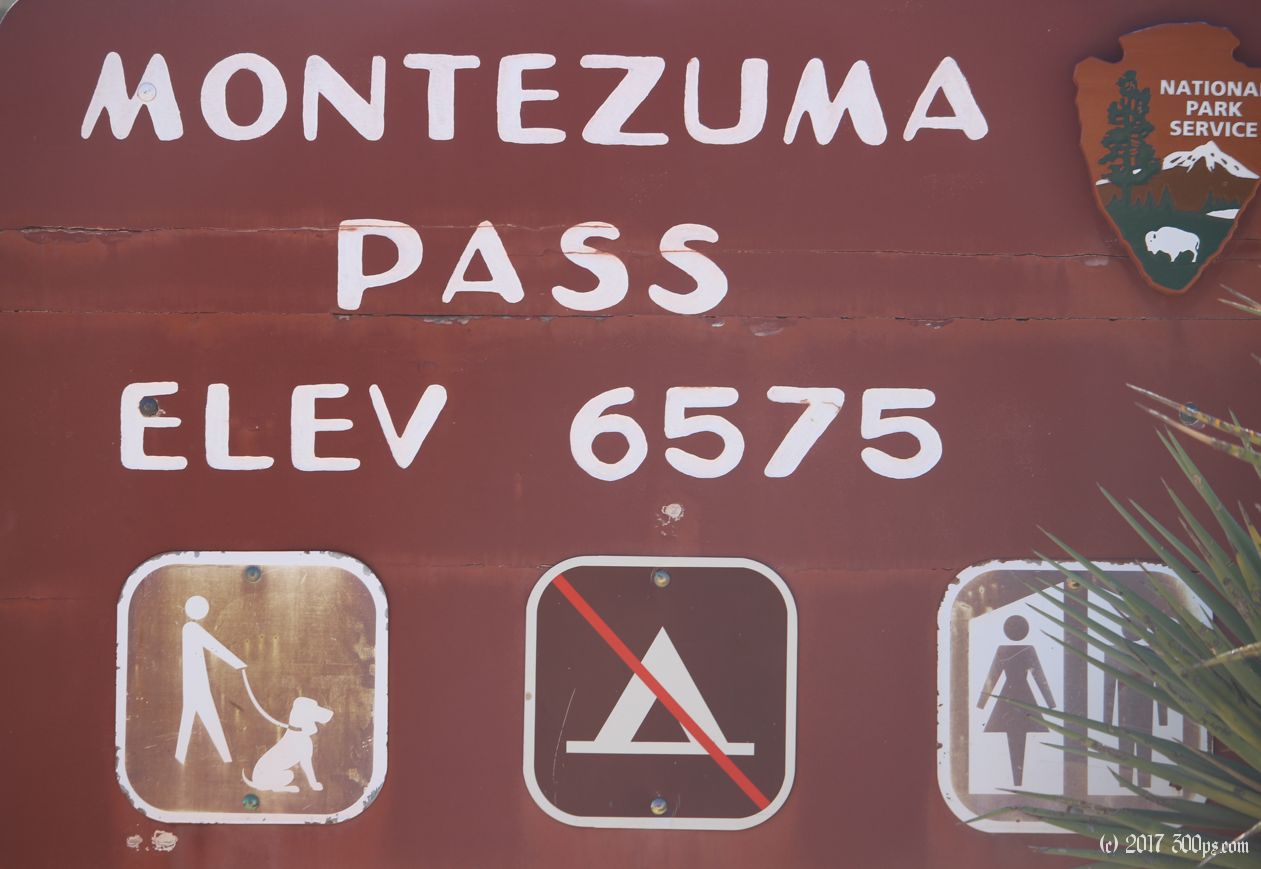 MONTEZUMA
PASS
ELEV 6575
NATIONAL
PARK
SERVICE
(c) 2017 300ps.com